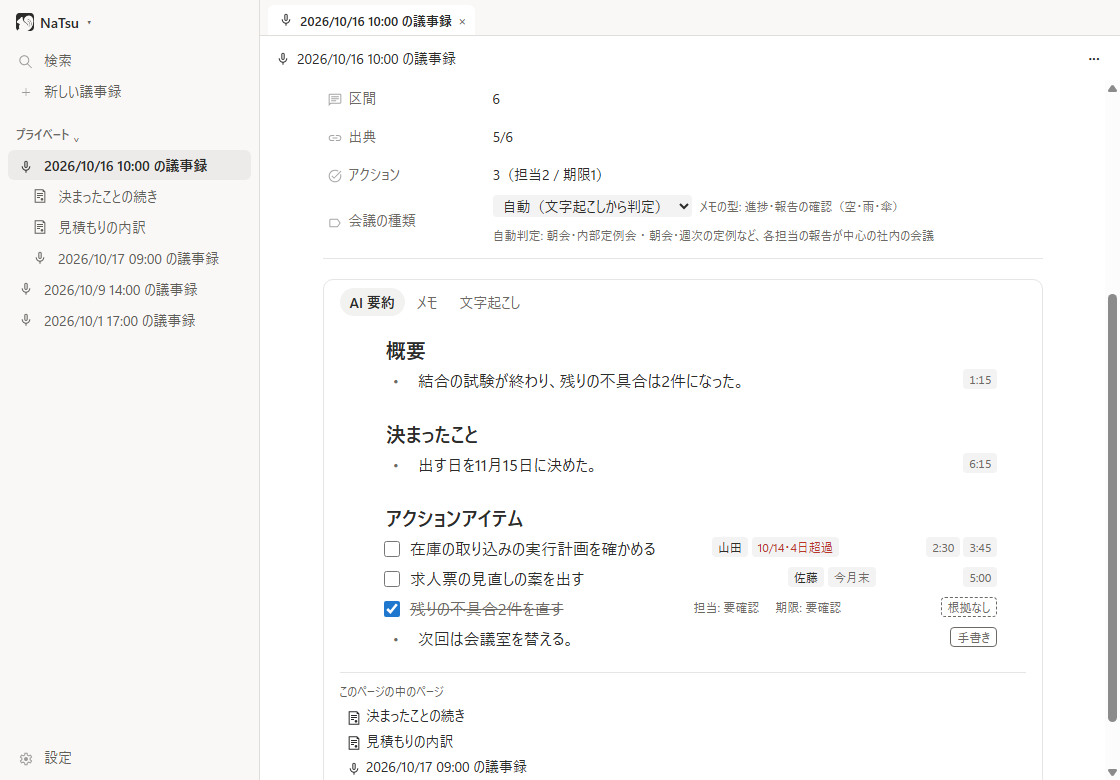 NaTsu
検索
新しい議事録
プライベート
2026/10/16 10:00 の議事録
決まったことの続き
見積もりの内訳
2026/10/17 09:00 の議事録
2026/10/9 14:00 の議事録
2026/10/1 17:00 の議事録
設定
2026/10/16 10:00 の議事録 ×
2026/10/16 10:00 の議事録 …
区間 6
出典 5/6
アクション 3（担当2 / 期限1）
会議の種類 自動（文字起こしから判定） メモの型: 進捗・報告の確認（空・雨・傘）
自動判定: 朝会・内部定例会・朝会・週次の定例など、各担当の報告が中心の社内の会議
AI 要約 メモ 文字起こし
概要
• 結合の試験が終わり、残りの不具合は2件になった。 1:15
決まったこと
• 出す日を11月15日に決めた。 6:15
アクションアイテム
在庫の取り込みの実行計画を確かめる 山田 10/14・4日超過 2:30 3:45
求人票の見直しの案を出す 佐藤 今月末 5:00
残りの不具合2件を直す 担当: 要確認 期限: 要確認 根拠なし
• 次回は会議室を替える。 手書き
このページの中のページ
決まったことの続き
見積もりの内訳
2026/10/17 09:00 の議事録